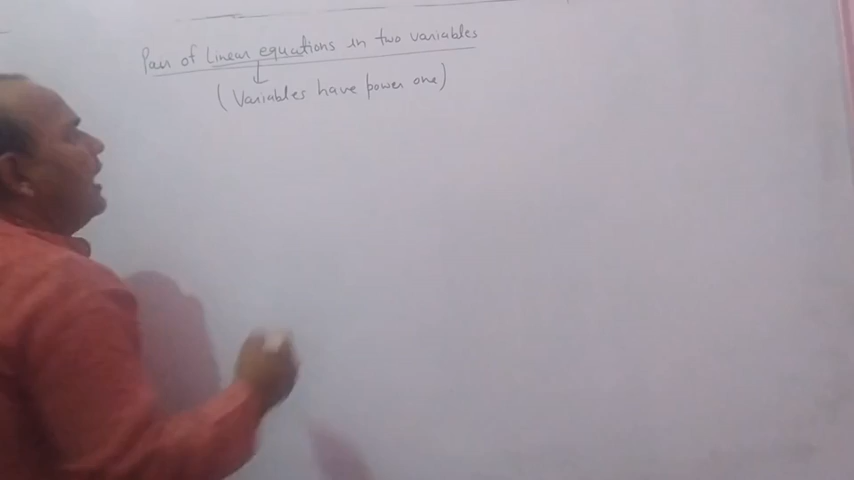 Pair of Linear equations in two variables
(Variables have power one)